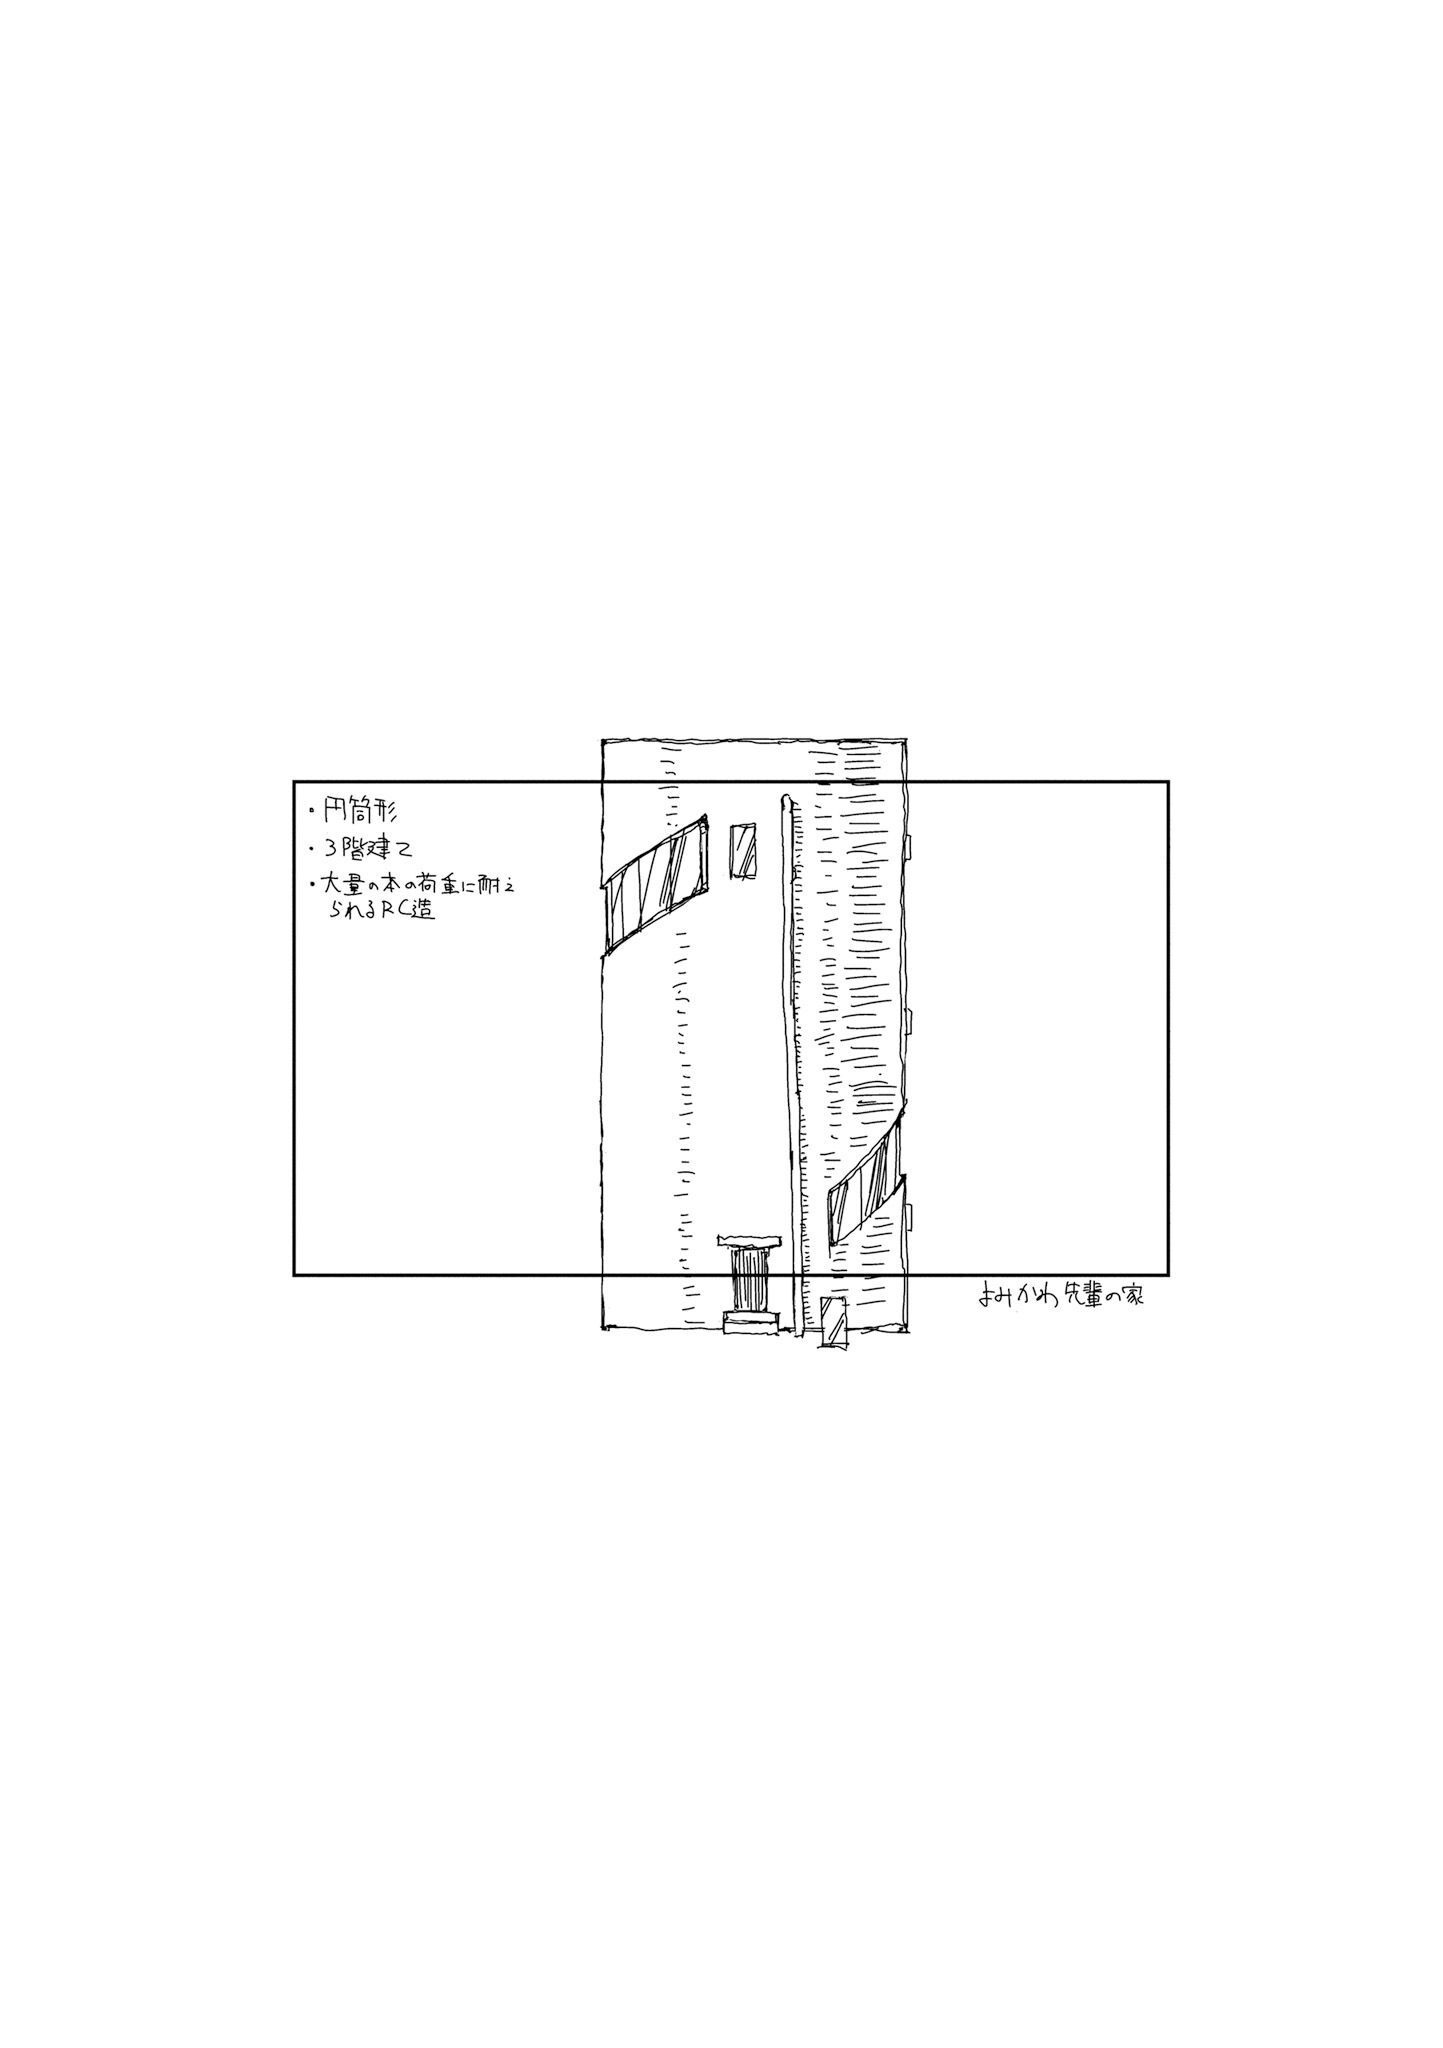 ・円筒形
・3階建て
・大量の本の荷重に耐え
られるRC造
よみかわ先輩の家